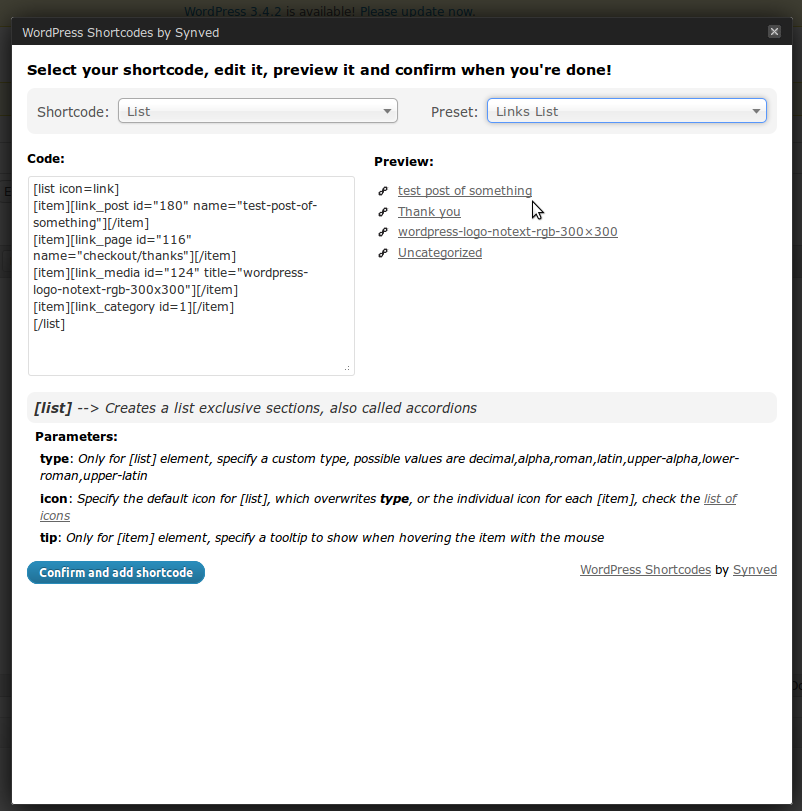 WordPress 3.4.2 is available! Please update now.
WordPress Shortcodes by Synved
Select your shortcode, edit it, preview it and confirm when you're done!
Shortcode: List Preset: Links List
Code:
[list icon=link]
[item][link_post id="180" name="test-post-of-
something"][/item]
[item][link_page id="116"
name="checkout/thanks"][/item]
[item][link_media id="124" title="wordpress-
logo-notext-rgb-300x300"][/item]
[item][link_category id=1][/item]
[/list]
Preview:
test post of something
Thank you
wordpress-logo-notext-rgb-300×300
Uncategorized
[list] --> Creates a list exclusive sections, also called accordions
Parameters:
type: Only for [list] element, specify a custom type, possible values are decimal,alpha,roman,latin,upper-alpha,lower-
roman,upper-latin
icon: Specify the default icon for [list], which overwrites type, or the individual icon for each [item], check the list of
icons
tip: Only for [item] element, specify a tooltip to show when hovering the item with the mouse
Confirm and add shortcode
WordPress Shortcodes by Synved